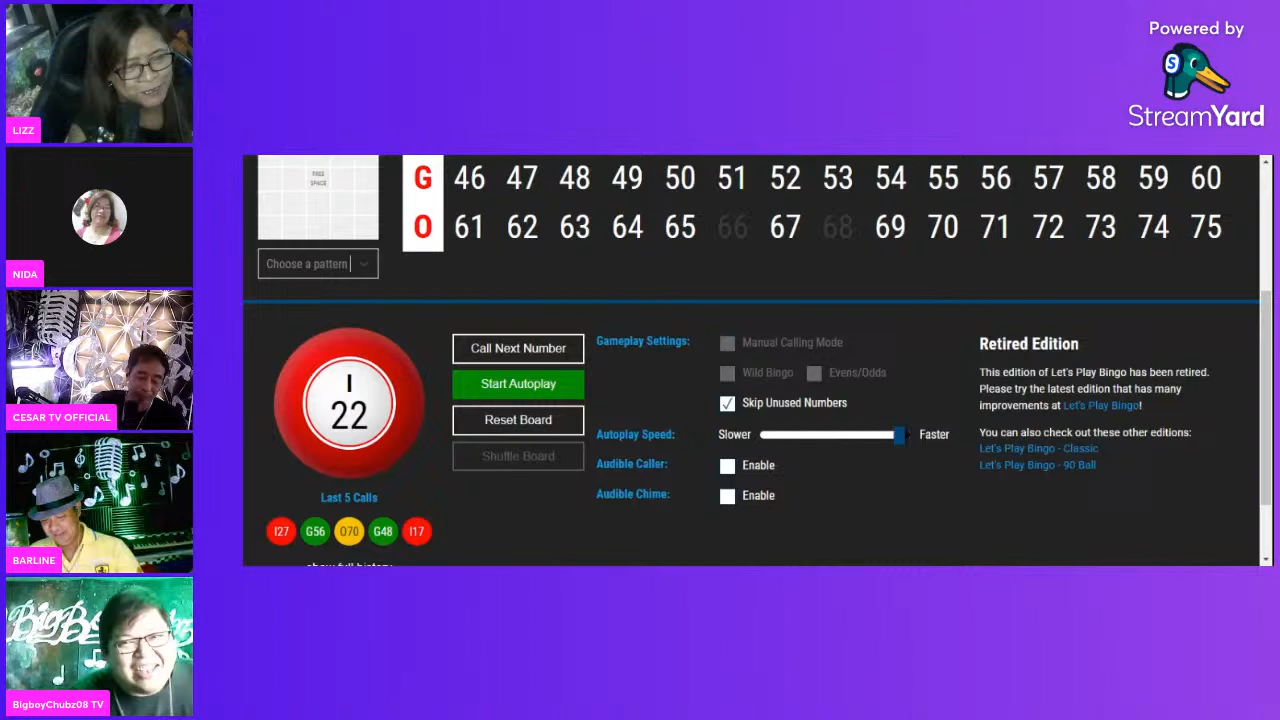 Powered by
StreamYard
LIZZ
NIDA
CESAR TV OFFICIAL
BARLINE
BigBoy
BigboyChubz08 TV
FREE
SPACE
Choose a pattern
G 46 47 48 49 50 51 52 53 54 55 56 57 58 59 60
O 61 62 63 64 65 66 67 68 69 70 71 72 73 74 75
I
22
Last 5 Calls
I27 G56 O70 G48 I17
show full history
Call Next Number
Start Autoplay
Reset Board
Shuffle Board
Gameplay Settings:
Manual Calling Mode
Wild Bingo Evens/Odds
Skip Unused Numbers
Autoplay Speed: Slower Faster
Audible Caller: Enable
Audible Chime: Enable
Retired Edition
This edition of Let's Play Bingo has been retired.
Please try the latest edition that has many
improvements at Let's Play Bingo!
You can also check out these other editions:
Let's Play Bingo - Classic
Let's Play Bingo - 90 Ball